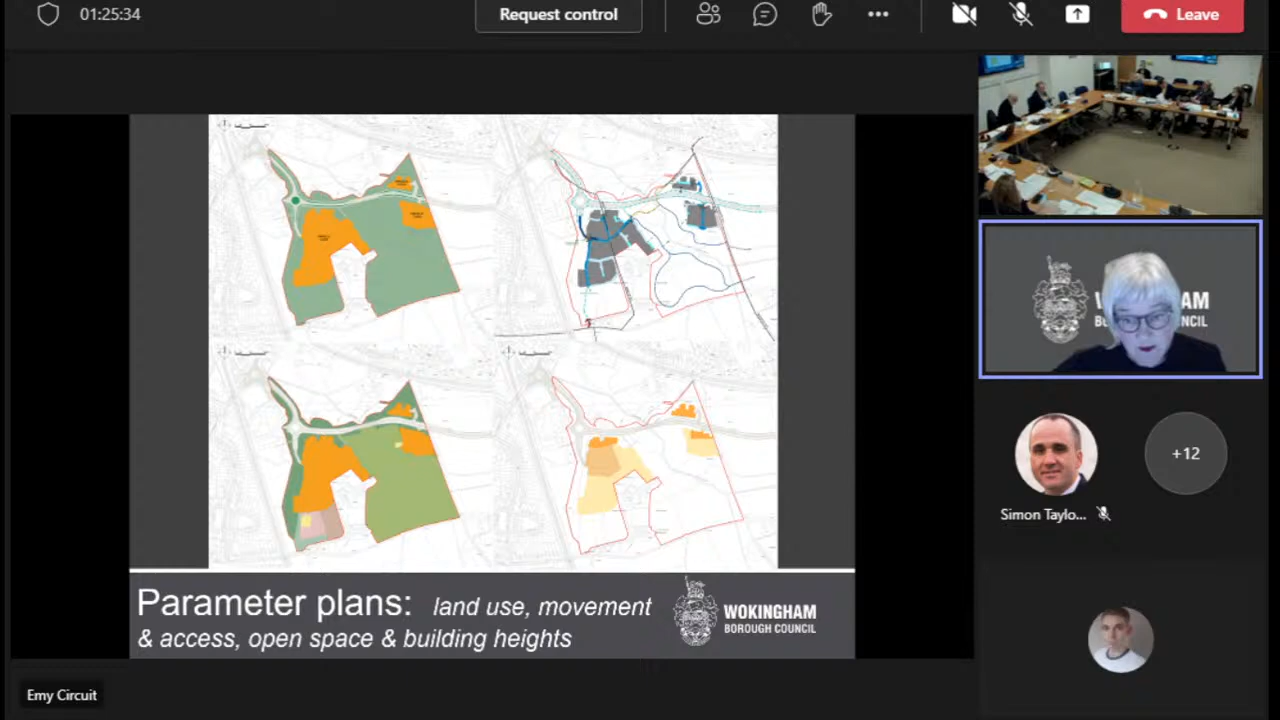 01:25:34
Request control
Leave
WOKINGHAM
BOROUGH COUNCIL
Simon Taylo...
+12
Parameter plans: land use, movement
& access, open space & building heights
WOKINGHAM
BOROUGH COUNCIL
Emy Circuit